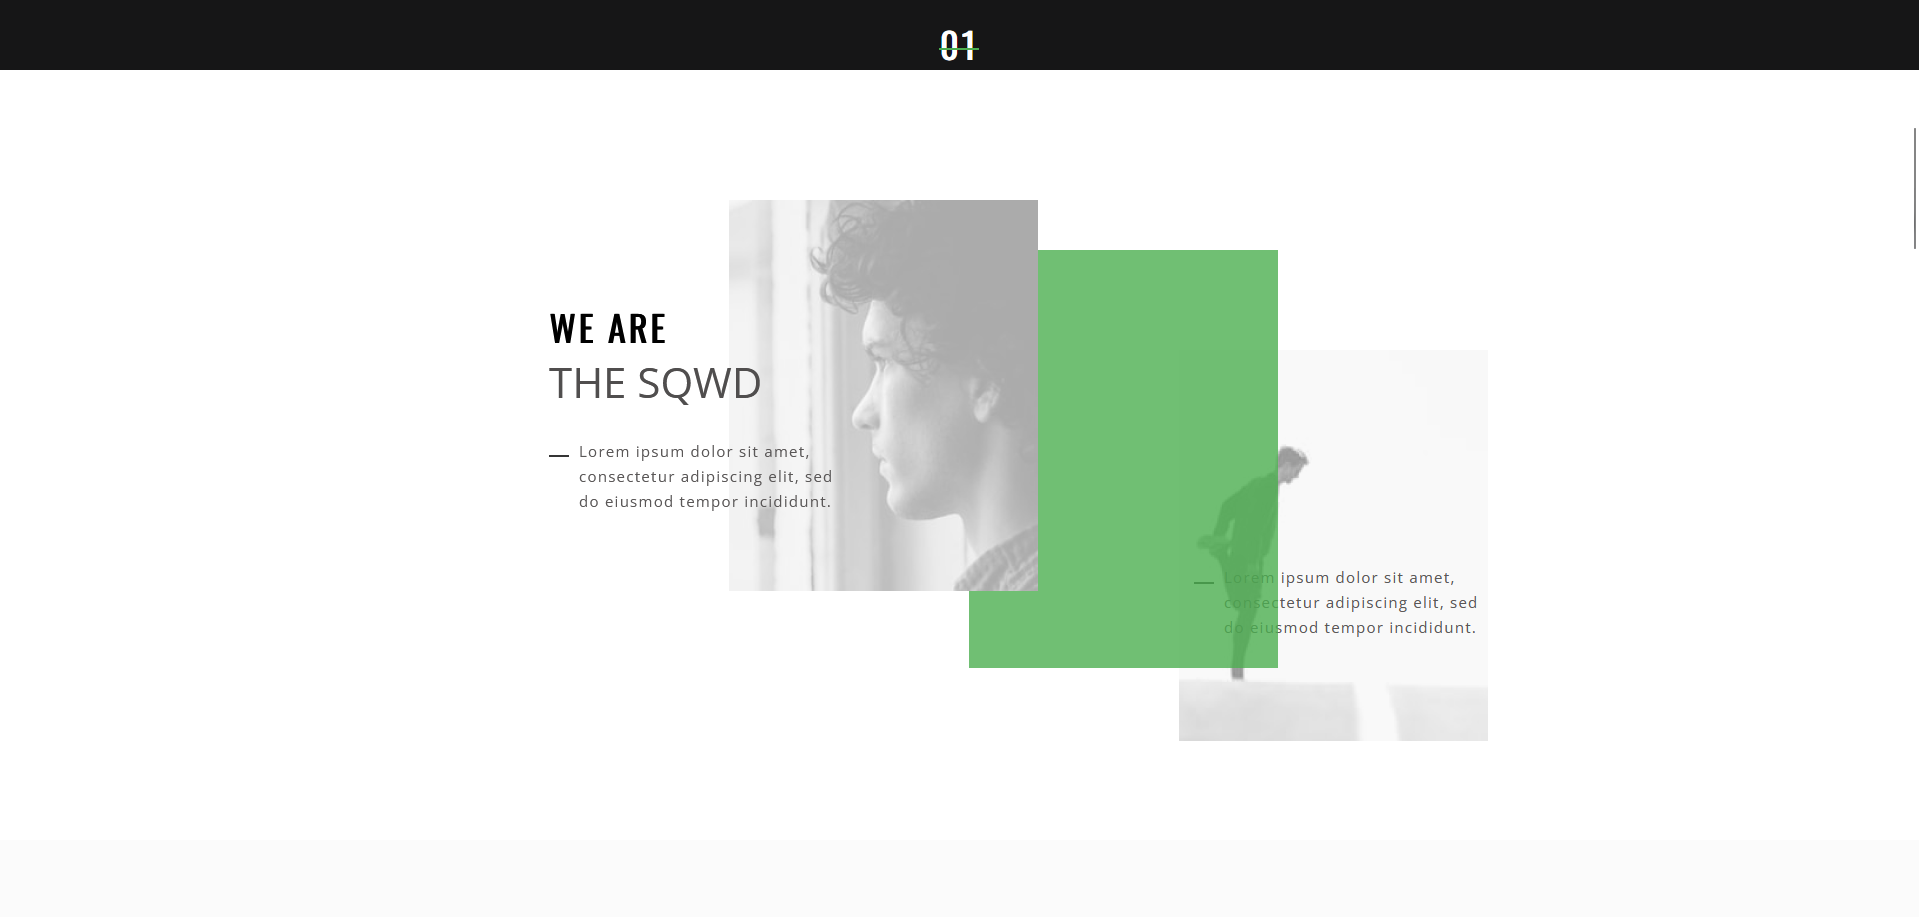 01
WE ARE
THE SQWD
Lorem ipsum dolor sit amet,
consectetur adipiscing elit, sed
do eiusmod tempor incididunt.
Lorem ipsum dolor sit amet,
consectetur adipiscing elit, sed
do eiusmod tempor incididunt.